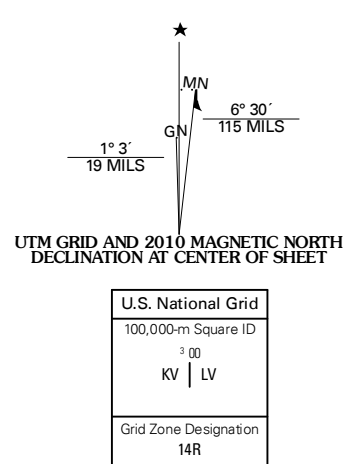 ★
MN
6° 30´
115 MILS
GN
1° 3´
19 MILS
UTM GRID AND 2010 MAGNETIC NORTH
DECLINATION AT CENTER OF SHEET
U.S. National Grid
100,000-m Square ID
3 00
KV | LV
Grid Zone Designation
14R